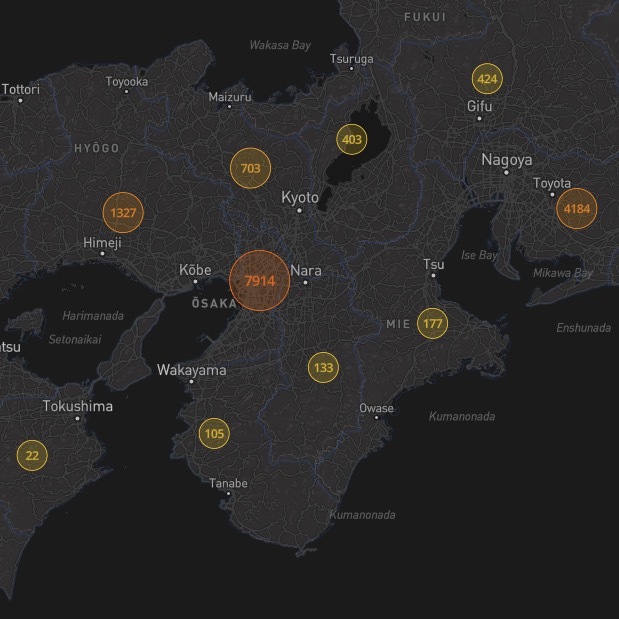 FUKUI
Wakasa Bay
Tsuruga
Toyooka
Tottori
Maizuru
424
Gifu
403
HYŌGO
703
Nagoya
Toyota
Kyoto
1327
4184
Himeji
Ise Bay
Kōbe
7914
Nara
Tsu
Mikawa Bay
ŌSAKA
Harimanada
MIE
177
Enshunada
Setonaikai
tsu
Wakayama
133
Tokushima
Owase
Kumanonada
105
22
Tanabe
Kumanonada